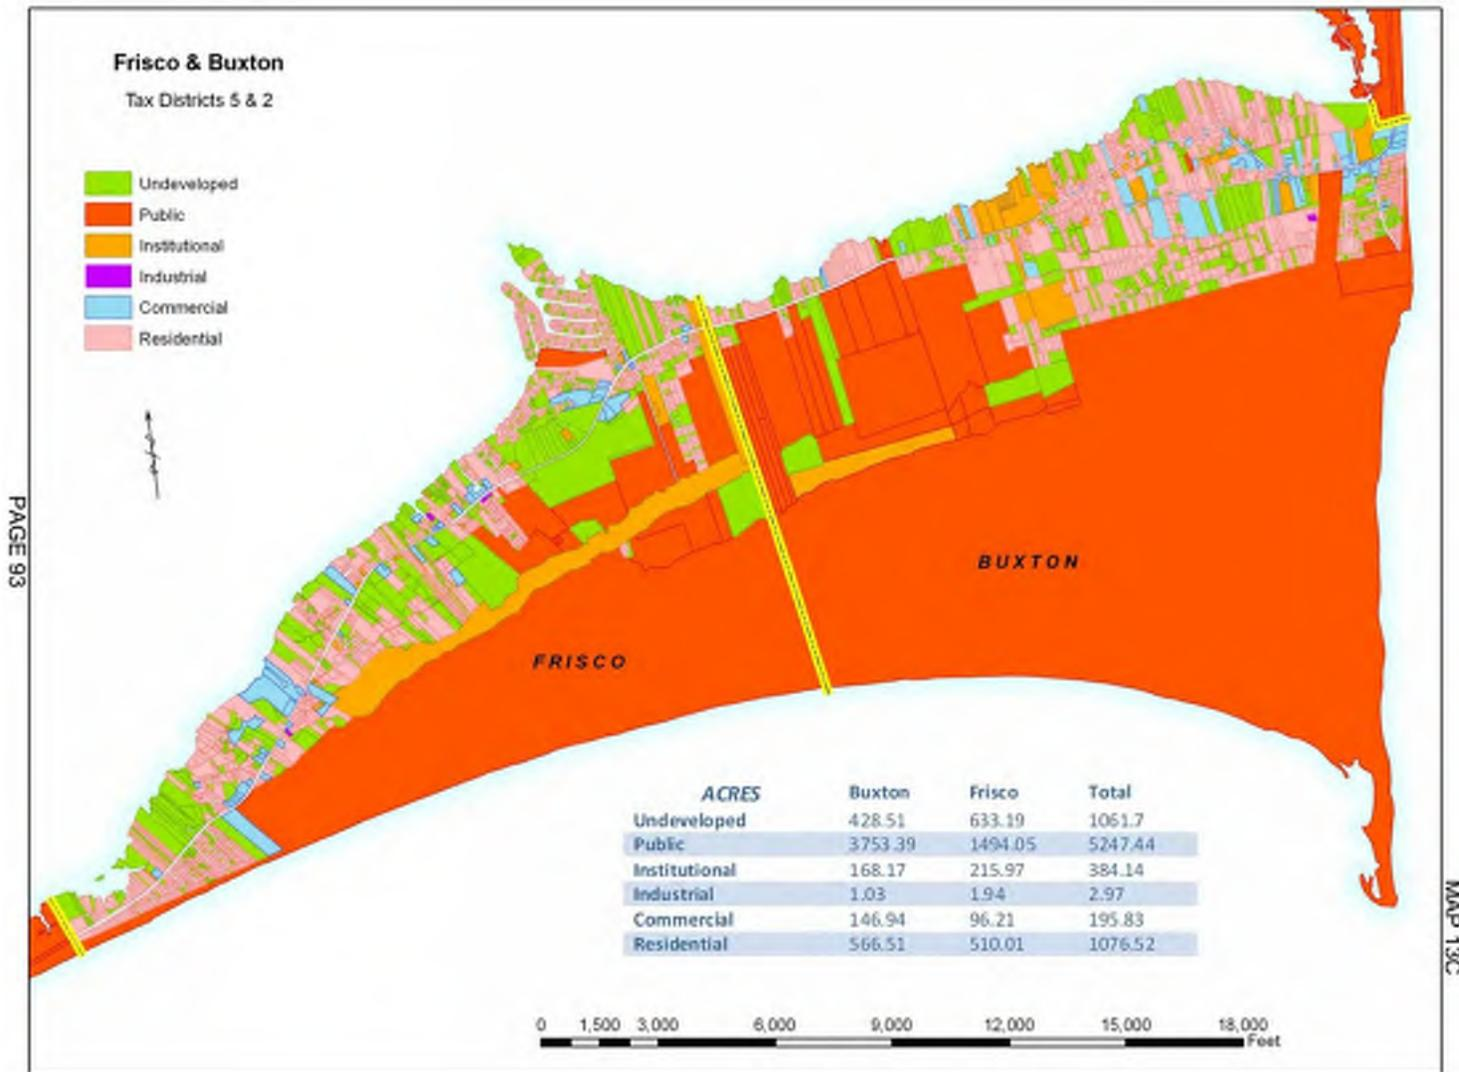 Frisco & Buxton
Tax Districts 5 & 2
Undeveloped
Public
Institutional
Industrial
Commercial
Residential
PAGE 93
BUXTON
FRISCO
ACRES Buxton Frisco Total
Undeveloped 428.51 633.19 1061.7
Public 3753.39 1494.05 5247.44
Institutional 168.17 215.97 384.14
Industrial 1.03 1.94 2.97
Commercial 146.94 96.21 195.83
Residential 566.51 510.01 1076.52
MAP 13C
0 1,500 3,000 6,000 9,000 12,000 15,000 18,000
Feet